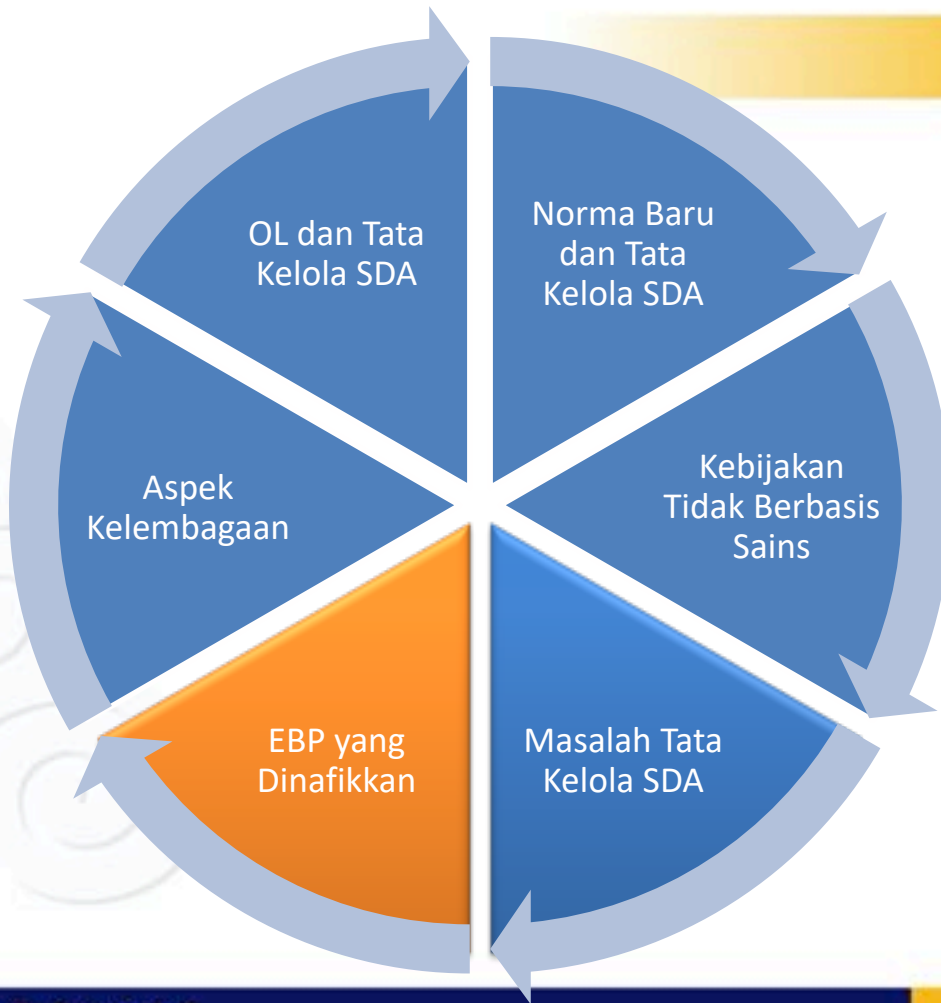 Norma Baru
dan Tata
Kelola SDA
Kebijakan
Tidak Berbasis
Sains
Masalah Tata
Kelola SDA
EBP yang
Dinafikkan
Aspek
Kelembagaan
OL dan Tata
Kelola SDA